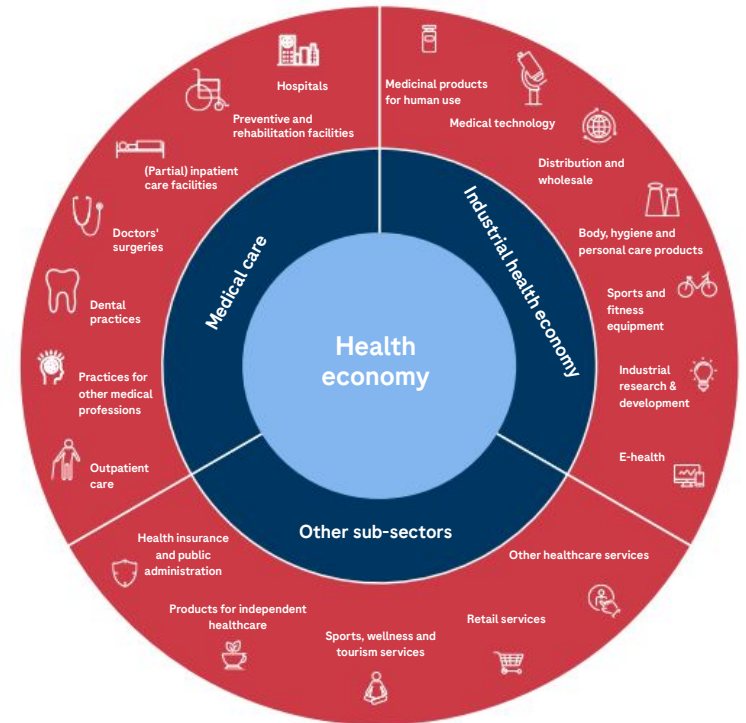 Hospitals
Preventive and
rehabilitation facilities
(Partial) inpatient
care facilities
Doctors'
surgeries
Dental
practices
Practices for
other medical
professions
Outpatient
care
Medical care
Medicinal products
for human use
Medical technology
Distribution and
wholesale
Body, hygiene and
personal care products
Sports and
fitness
equipment
Industrial
research &
development
E-health
Industrial health economy
Health
economy
Other sub-sectors
Health insurance
and public
administration
Products for independent
healthcare
Sports, wellness and
tourism services
Retail services
Other healthcare services